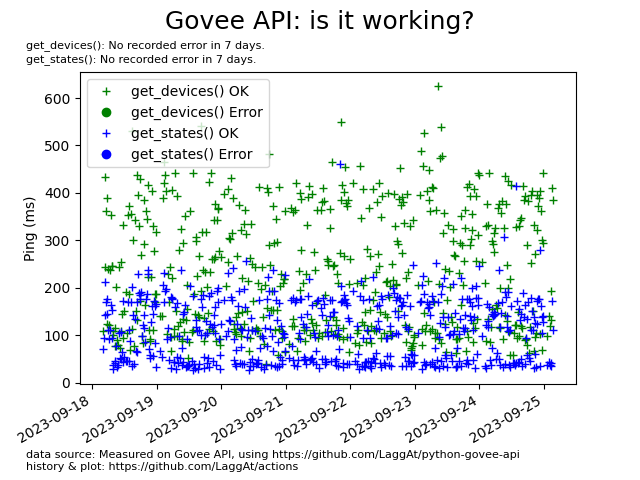 Govee API: is it working?
get_devices(): No recorded error in 7 days.
get_states(): No recorded error in 7 days.
get_devices() OK
get_devices() Error
get_states() OK
get_states() Error
Ping (ms)
600
500
400
300
200
100
0
2023-09-18
2023-09-19
2023-09-20
2023-09-21
2023-09-22
2023-09-23
2023-09-24
2023-09-25
data source: Measured on Govee API, using https://github.com/LaggAt/python-govee-api
history & plot: https://github.com/LaggAt/actions